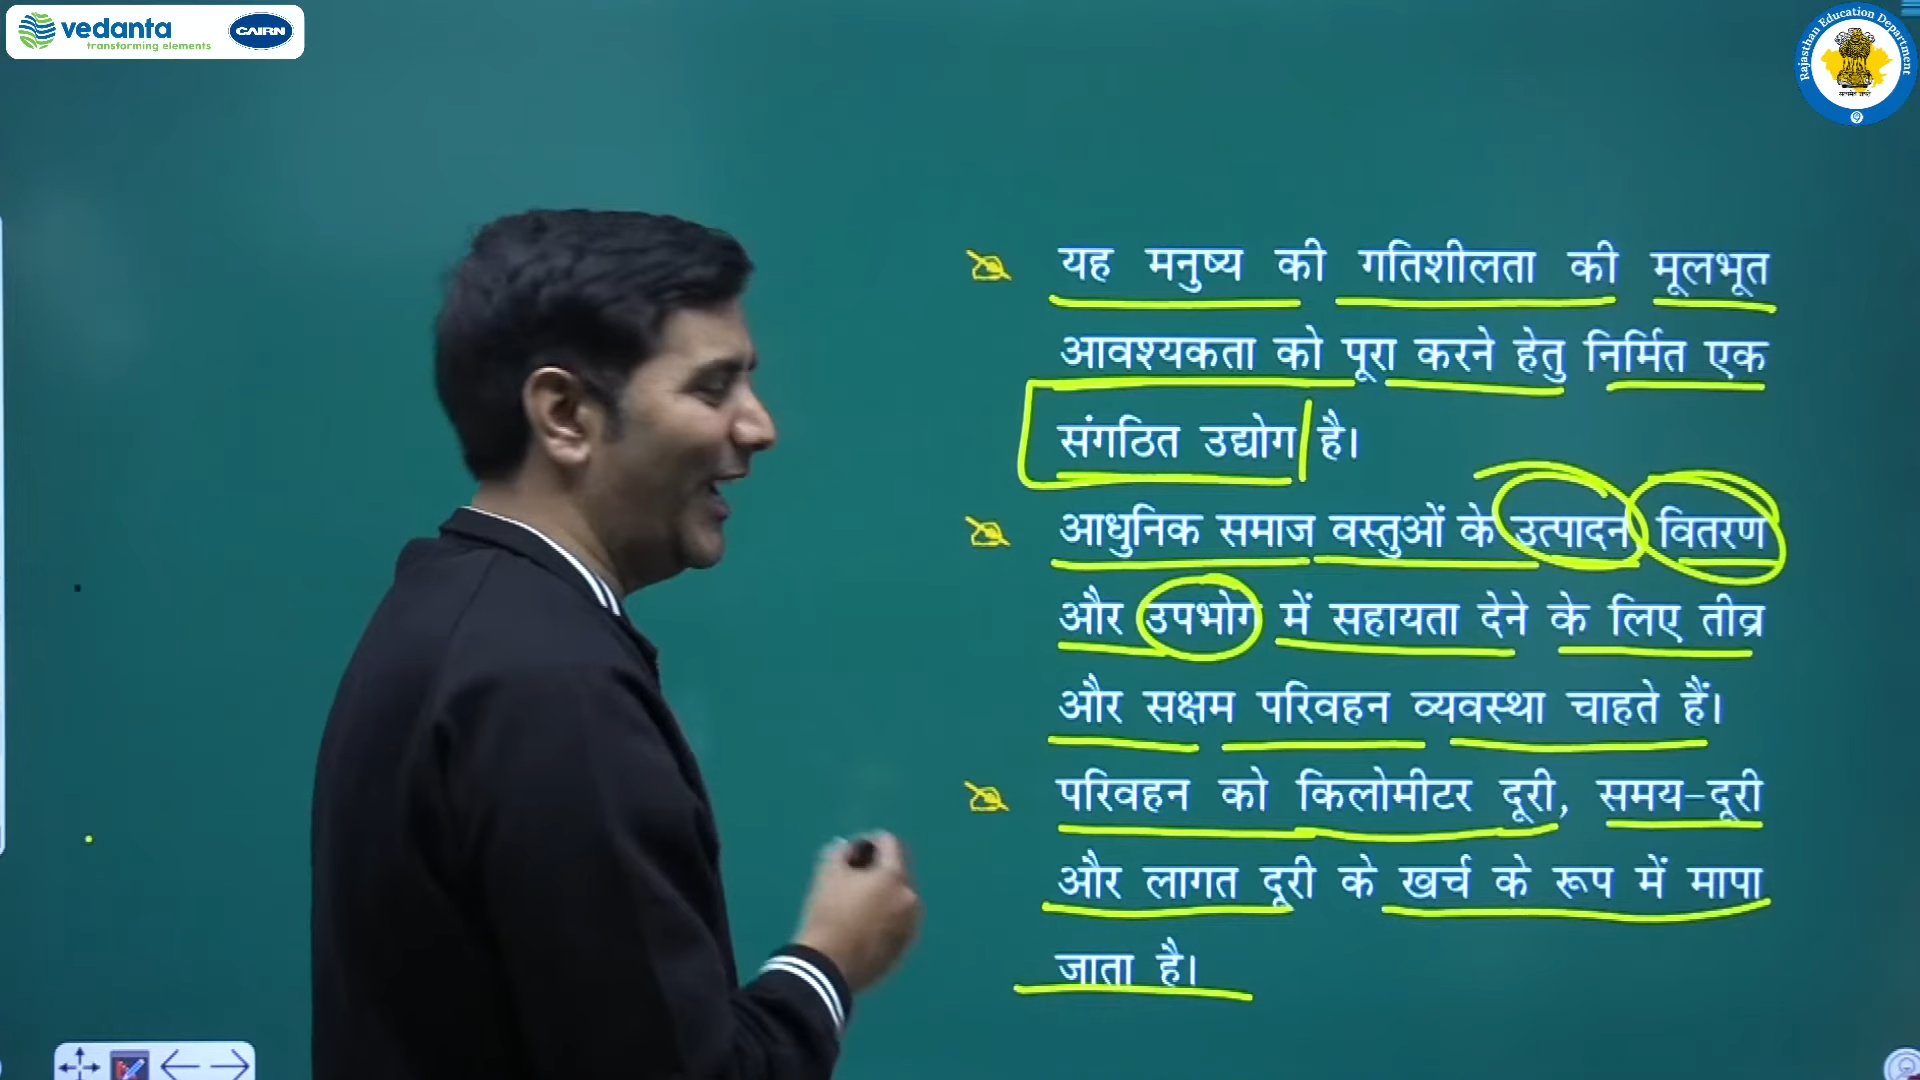 vedanta
transforming elements
CAIRN
Rajasthan Education Department
यह मनुष्य की गतिशीलता की मूलभूत
आवश्यकता को पूरा करने हेतु निर्मित एक
संगठित उद्योग है।
आधुनिक समाज वस्तुओं के उत्पादन वितरण
और उपभोग में सहायता देने के लिए तीव्र
और सक्षम परिवहन व्यवस्था चाहते हैं।
परिवहन को किलोमीटर दूरी, समय-दूरी
और लागत दूरी के खर्च के रूप में मापा
जाता है।